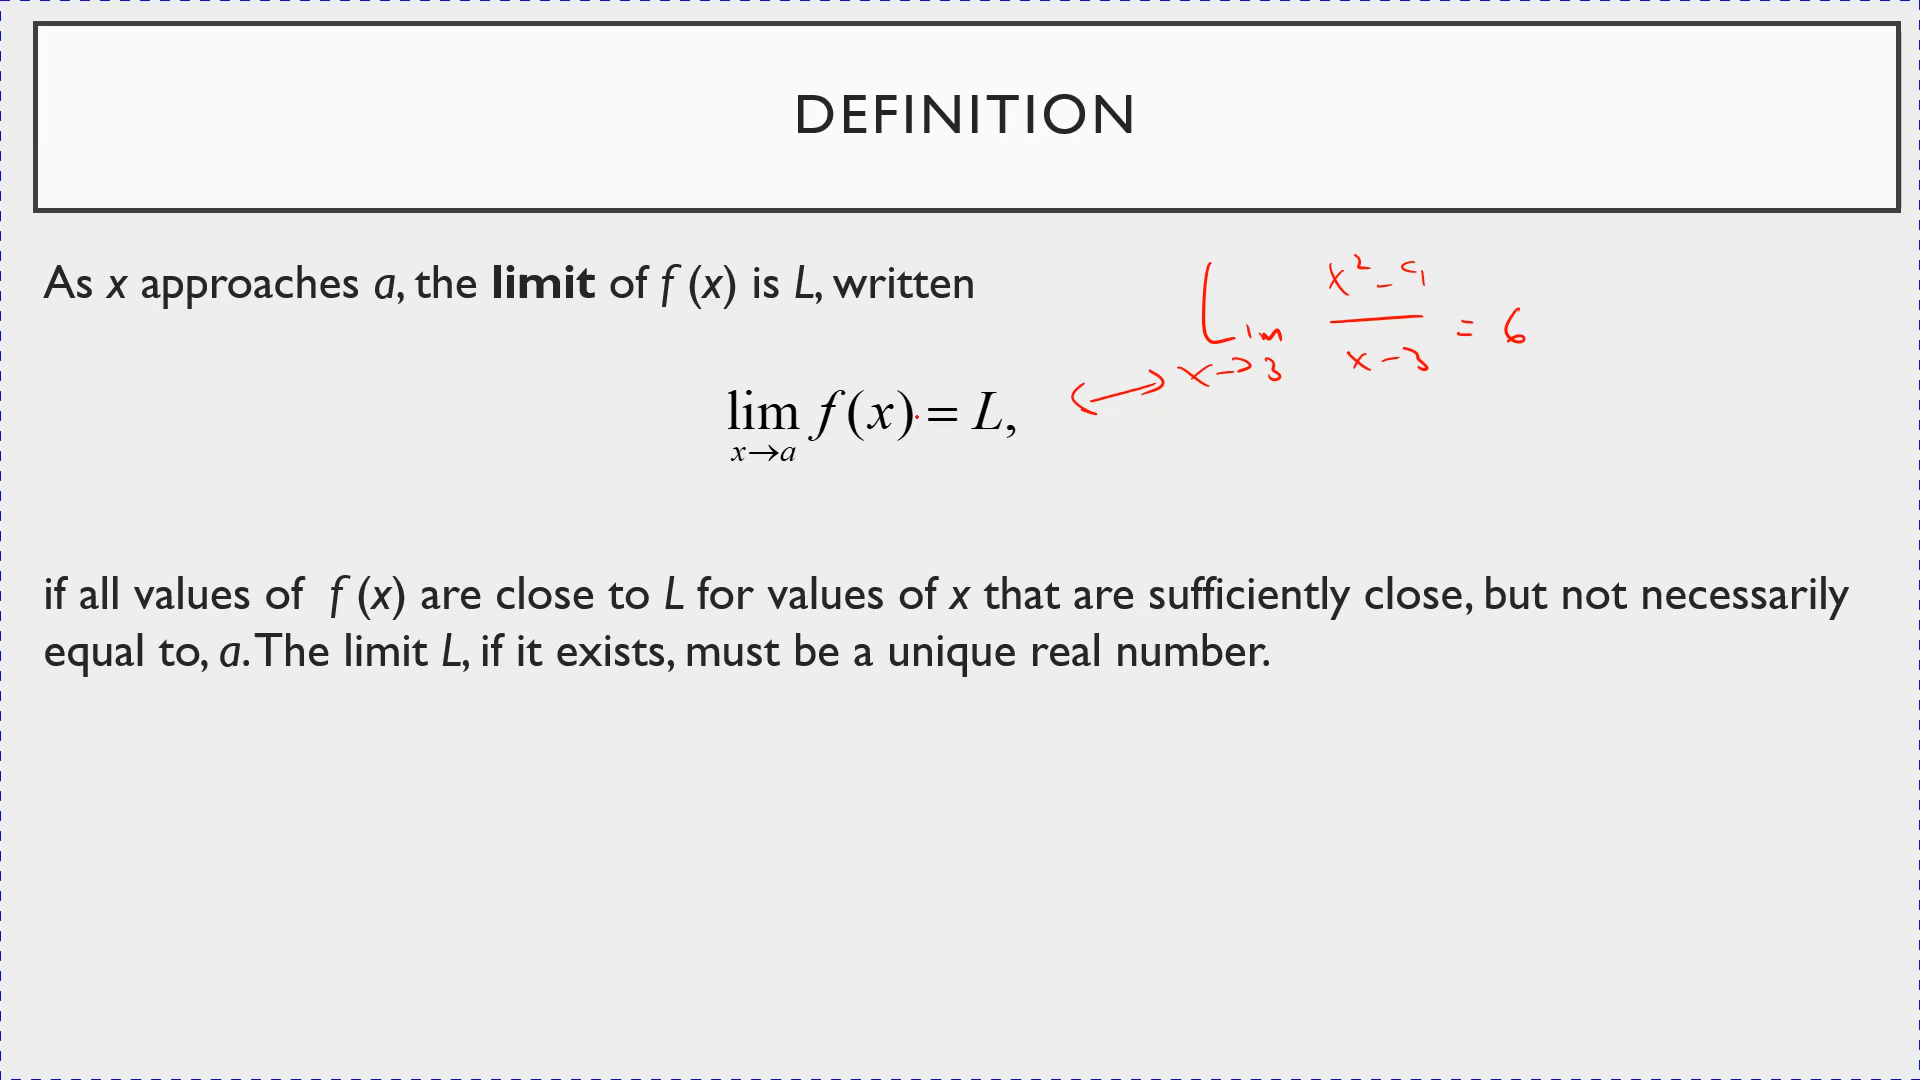 DEFINITION
As x approaches a, the limit of f (x) is L, written
Lim x→3 x² - 9 / x - 3 = 6
lim x→a f(x) = L,
if all values of f (x) are close to L for values of x that are sufficiently close, but not necessarily
equal to, a. The limit L, if it exists, must be a unique real number.